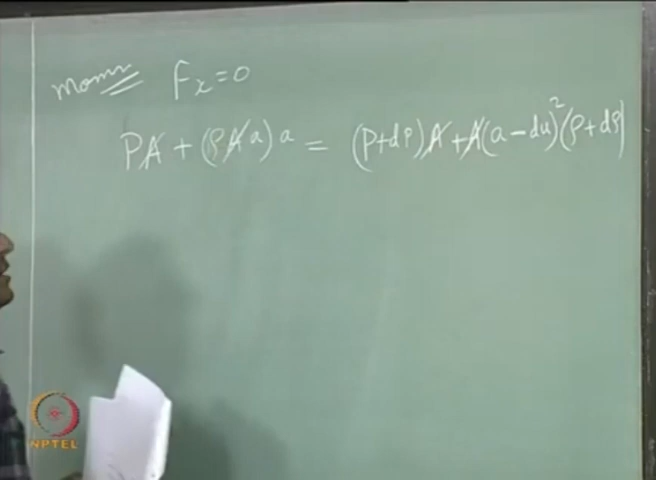 Momm Fx = 0
PA + (ρAa)a = (P+dP)A + A(a-du)²(ρ+dρ)
NPTEL